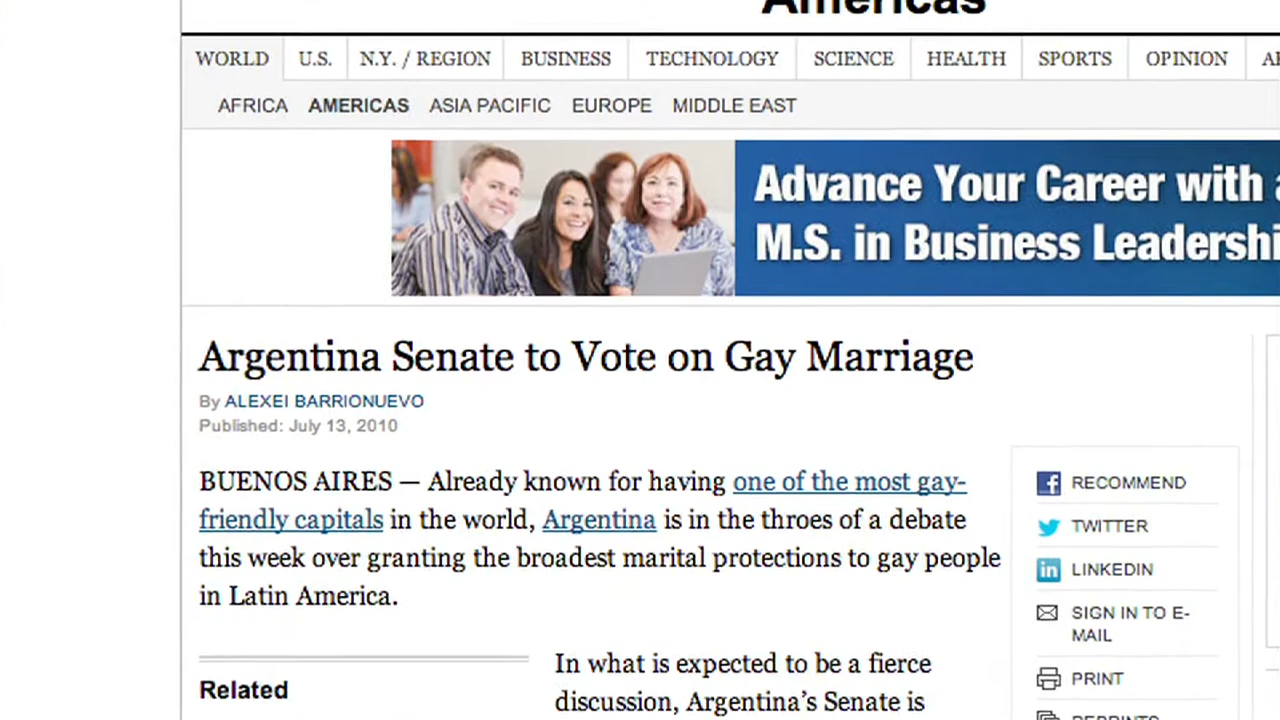 Americas
WORLD U.S. N.Y. / REGION BUSINESS TECHNOLOGY SCIENCE HEALTH SPORTS OPINION
AFRICA AMERICAS ASIA PACIFIC EUROPE MIDDLE EAST
Advance Your Career with a
M.S. in Business Leadershi
Argentina Senate to Vote on Gay Marriage
By ALEXEI BARRIONUEVO
Published: July 13, 2010
BUENOS AIRES — Already known for having one of the most gay-
friendly capitals in the world, Argentina is in the throes of a debate
this week over granting the broadest marital protections to gay people
in Latin America.
RECOMMEND
TWITTER
LINKEDIN
SIGN IN TO E-
MAIL
PRINT
REPRINTS
Related
In what is expected to be a fierce
discussion, Argentina’s Senate is